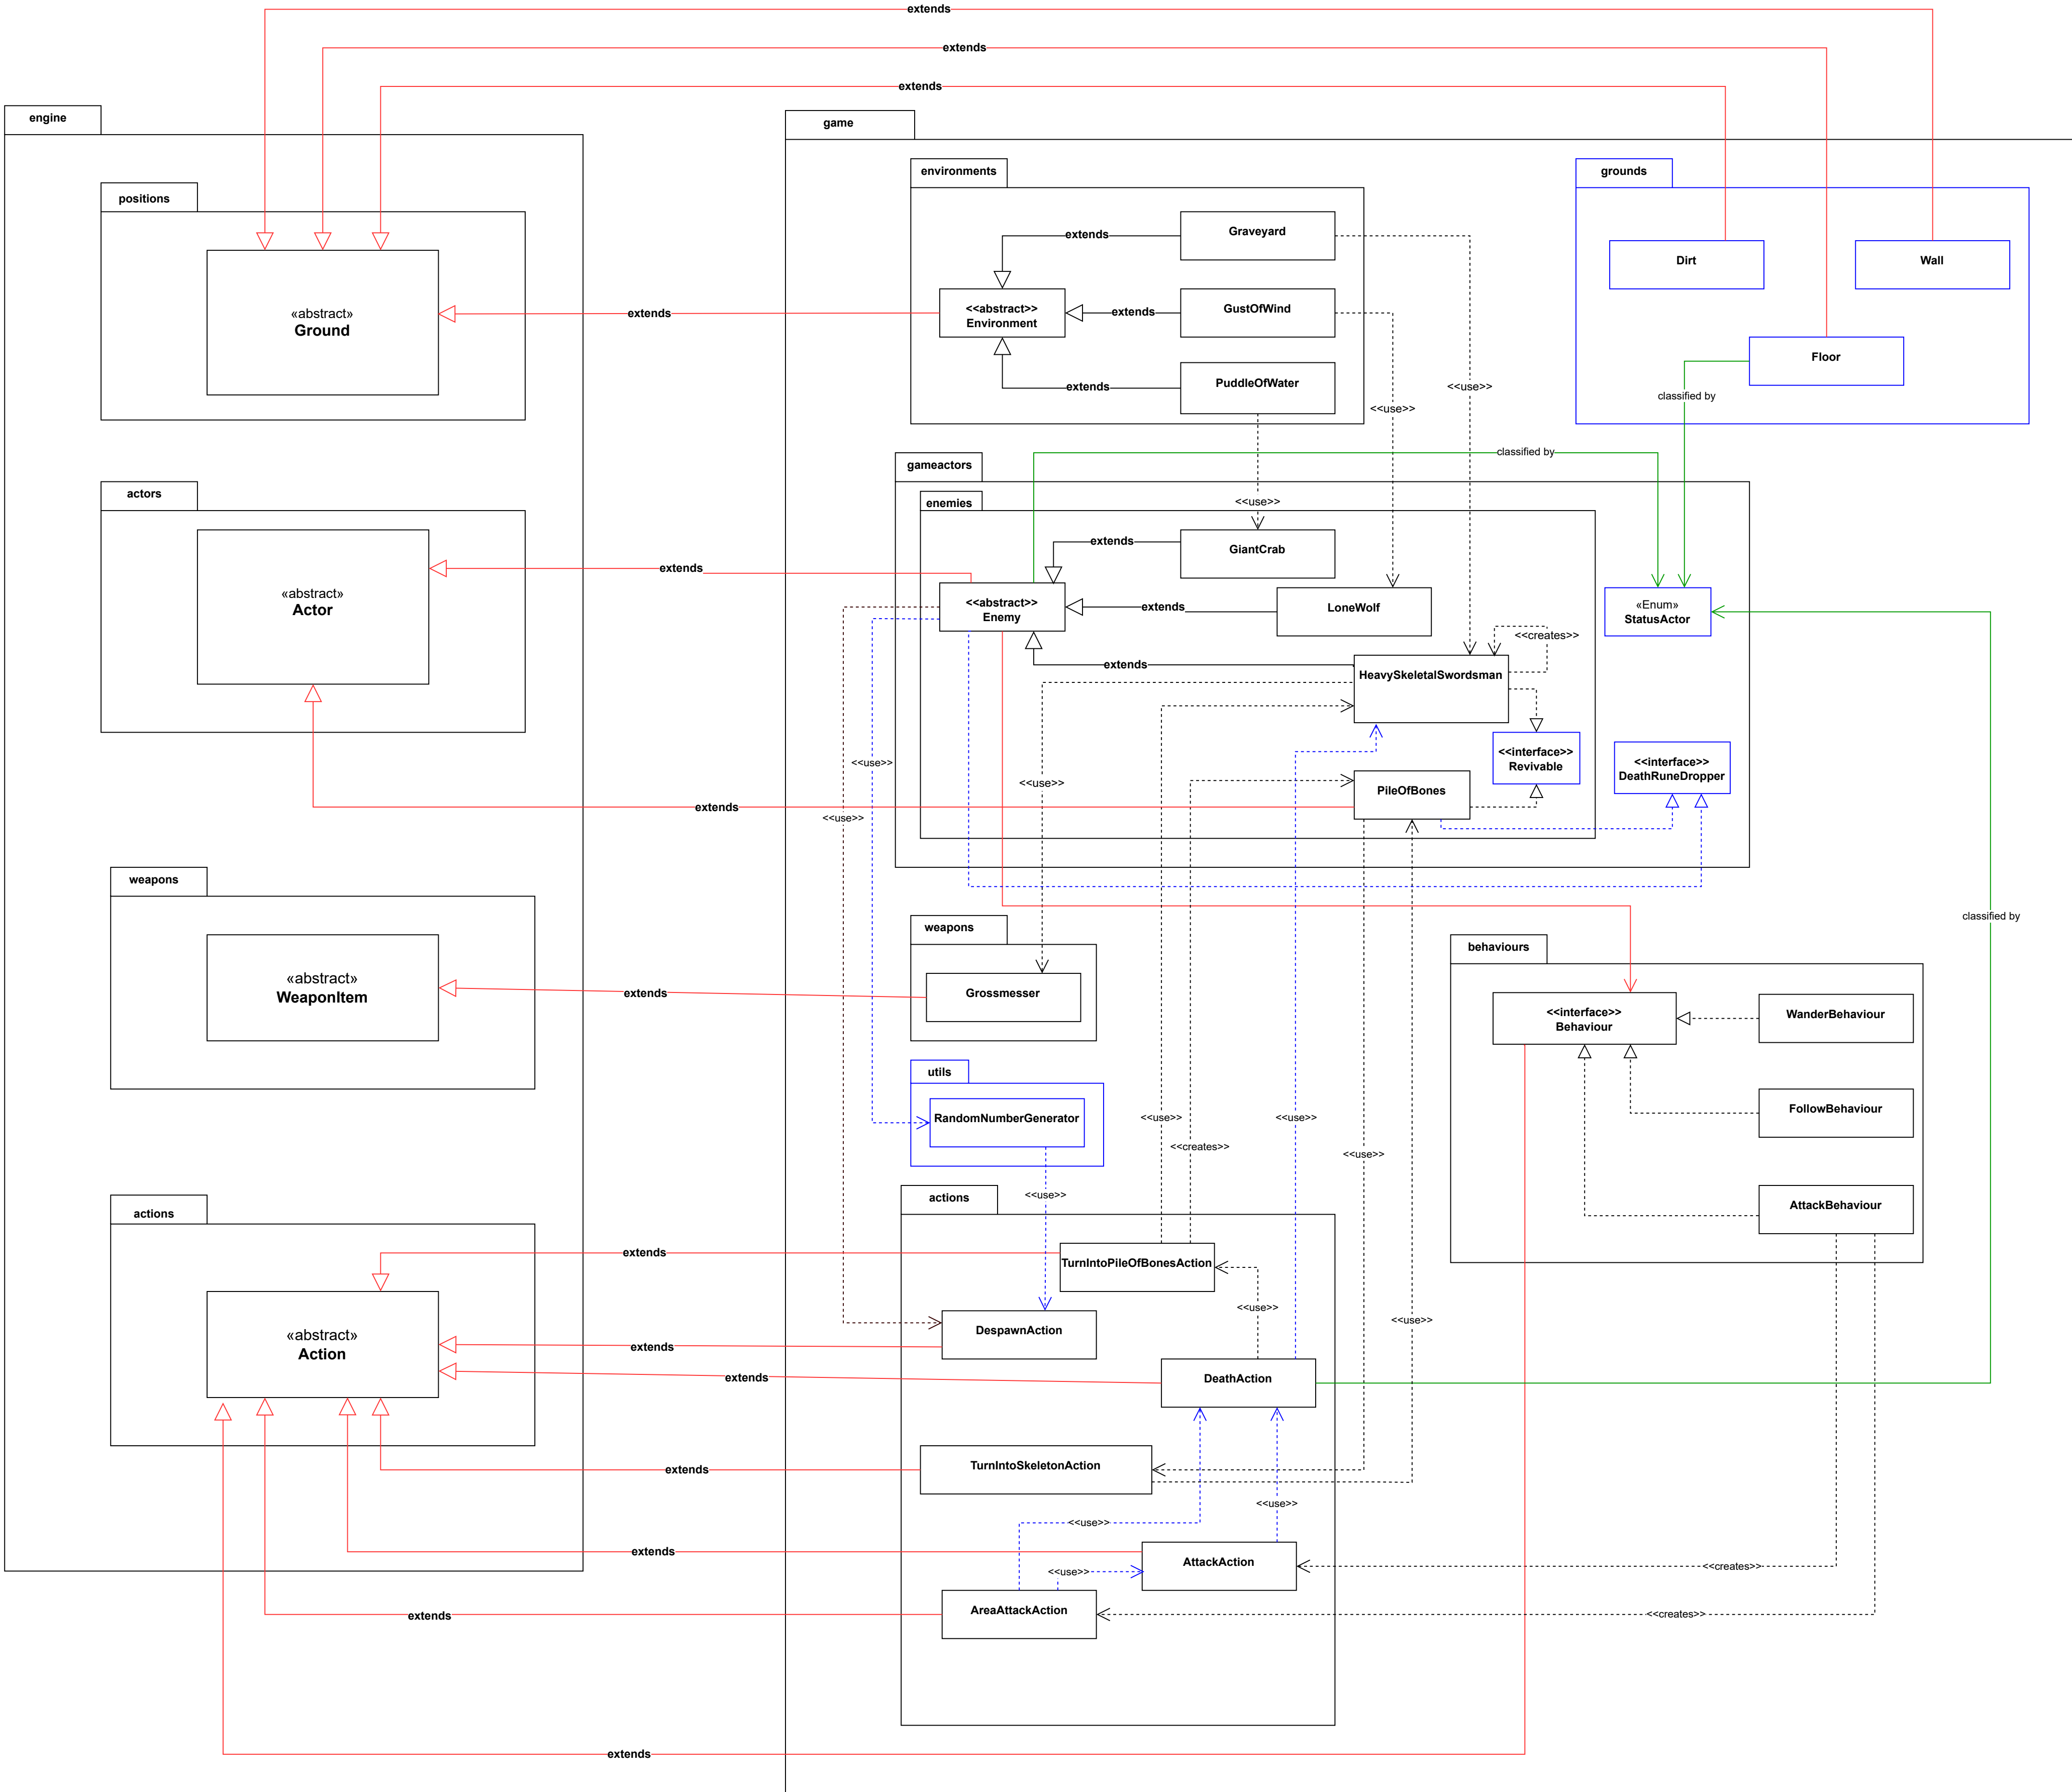 extends
extends
extends
engine
game
positions
environments
grounds
Graveyard
extends
Dirt
Wall
«abstract»
Ground
extends
<<abstract>>
Environment
extends
GustOfWind
Floor
PuddleOfWater
extends
<<use>>
<<use>>
classified by
classified by
gameactors
actors
enemies
<<use>>
extends
GiantCrab
extends
«abstract»
Actor
<<abstract>>
Enemy
extends
LoneWolf
«Enum»
StatusActor
<<creates>>
extends
HeavySkeletalSwordsman
<<interface>>
Revivable
<<interface>>
DeathRuneDropper
<<use>>
<<use>>
PileOfBones
extends
<<use>>
weapons
classified by
weapons
behaviours
«abstract»
WeaponItem
extends
Grossmesser
<<interface>>
Behaviour
WanderBehaviour
utils
RandomNumberGenerator
<<use>>
<<use>>
FollowBehaviour
<<creates>>
<<use>>
<<use>>
actions
actions
AttackBehaviour
extends
TurnIntoPileOfBonesAction
<<use>>
<<use>>
«abstract»
Action
DespawnAction
extends
extends
DeathAction
extends
TurnIntoSkeletonAction
<<use>>
<<use>>
extends
AttackAction
<<creates>>
<<use>>
extends
AreaAttackAction
<<creates>>
extends